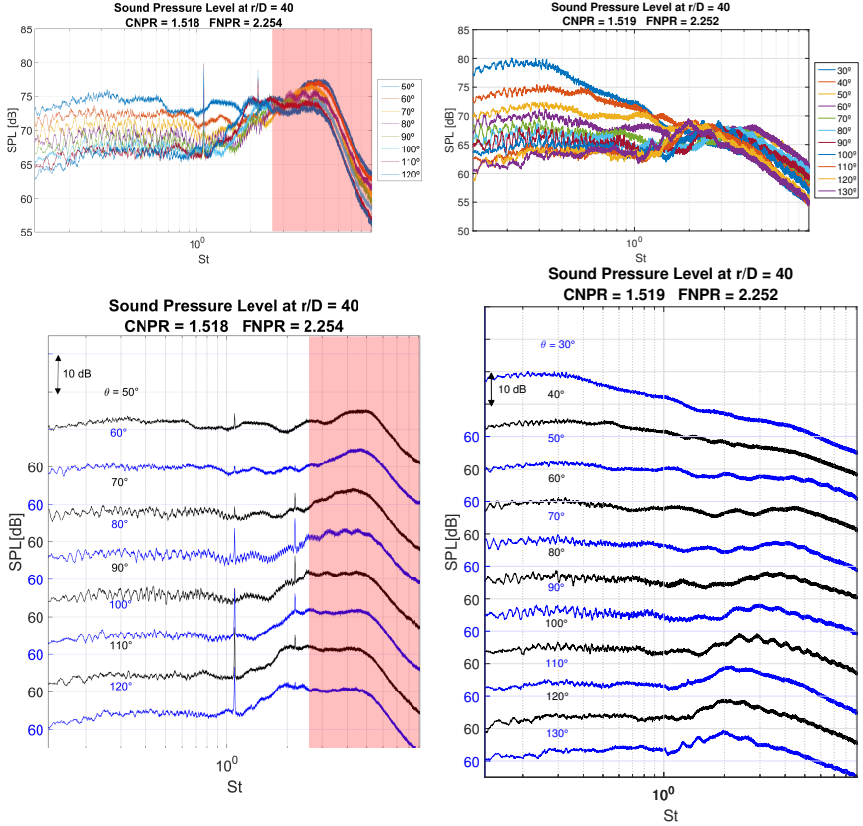 Sound Pressure Level at r/D = 40
CNPR = 1.518 FNPR = 2.254
85
80
75
70
65
60
55
SPL[dB]
10⁰
St
50º
60º
70º
80º
90º
100º
110º
120º
Sound Pressure Level at r/D = 40
CNPR = 1.519 FNPR = 2.252
85
80
75
70
65
60
55
50
SPL [dB]
10⁰
St
30º
40º
50º
60º
70º
80º
90º
100º
110º
120º
130º
Sound Pressure Level at r/D = 40
CNPR = 1.518 FNPR = 2.254
10 dB
θ = 50°
60°
70°
80°
90°
100°
110°
120°
60
60
60
60
60
60
60
60
SPL[dB]
10⁰
St
Sound Pressure Level at r/D = 40
CNPR = 1.519 FNPR = 2.252
θ = 30°
10 dB
40°
50°
60°
70°
80°
90°
100°
110°
120°
130°
60
60
60
60
60
60
60
60
60
60
60
SPL[dB]
10⁰
St